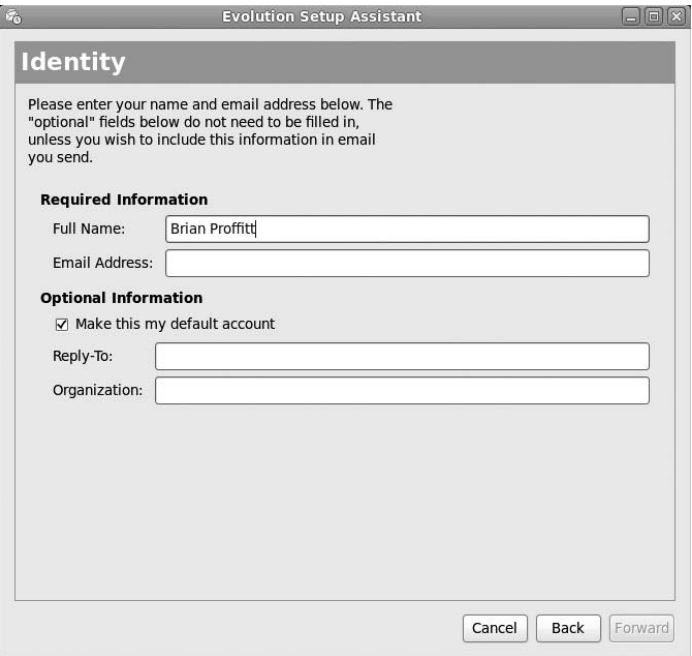 Evolution Setup Assistant
Identity
Please enter your name and email address below. The
"optional" fields below do not need to be filled in,
unless you wish to include this information in email
you send.
Required Information
Full Name: Brian Proffitt
Email Address:
Optional Information
Make this my default account
Reply-To:
Organization:
Cancel Back Forward